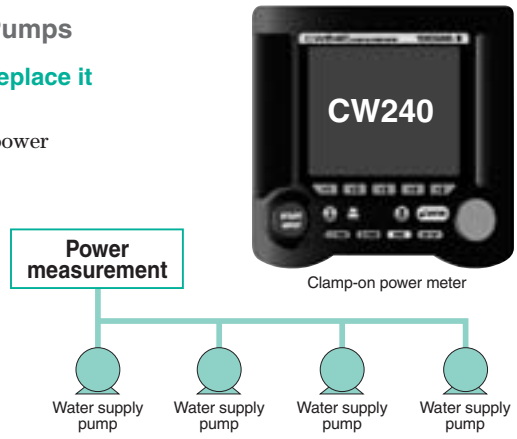 Pumps
eplace it
power
CW240
Clamp-on power meter
Power
measurement
Water supply
pump
Water supply
pump
Water supply
pump
Water supply
pump